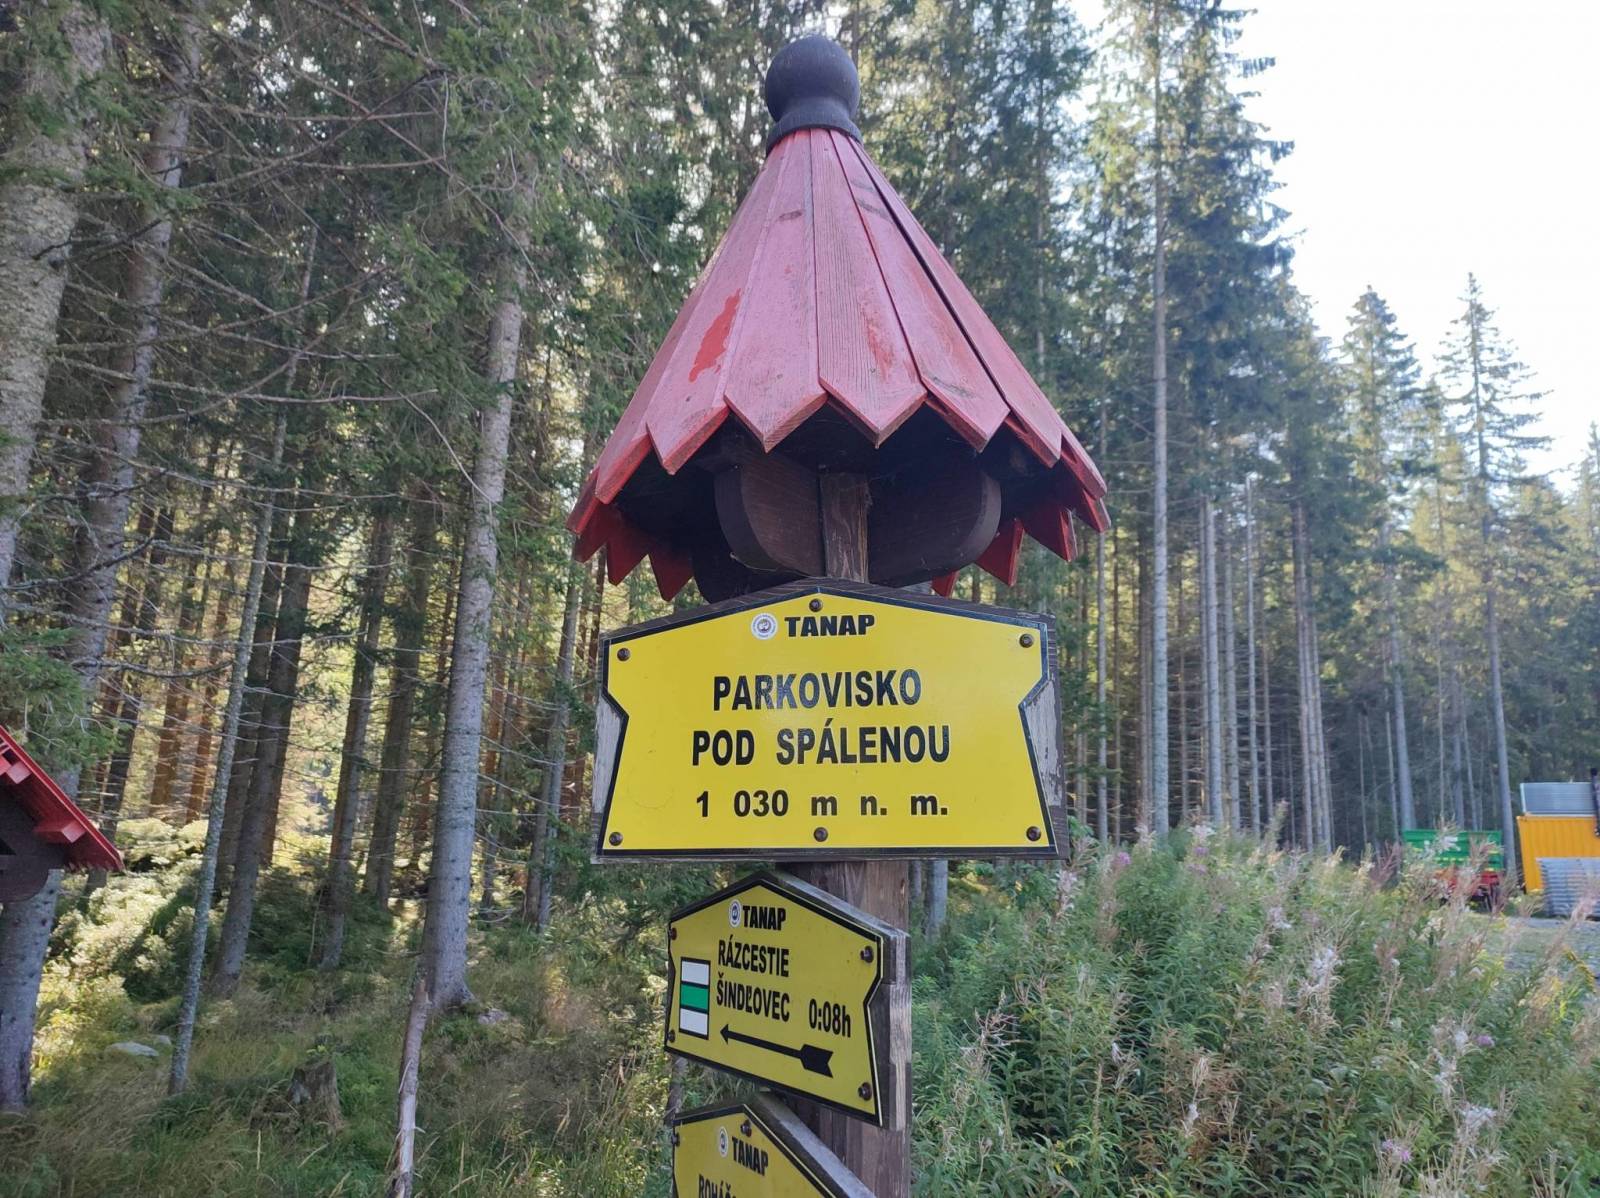 TANAP
PARKOVISKO
POD SPÁLENOU
1 030 m n. m.
TANAP
RÁZCESTIE
ŠINDĽOVEC 0:08h
TANAP